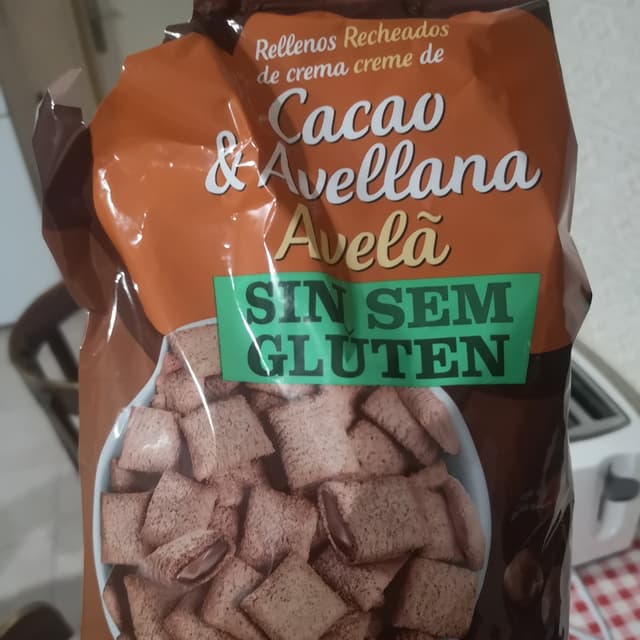 Rellenos Recheados
de crema creme de
Cacao
& Avellana
Avelã
SIN SEM
GLÚTEN